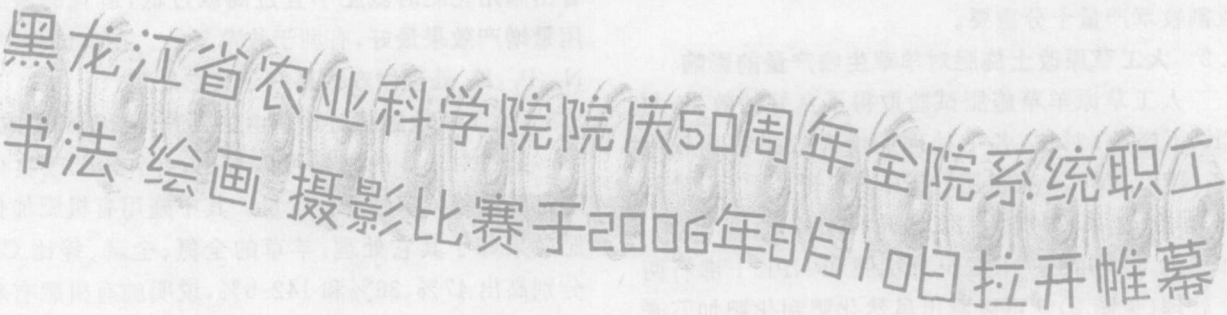 黑龙江省农业科学院院庆50周年全院系统职工
书法 绘画 摄影比赛于2006年8月10日拉开帷幕